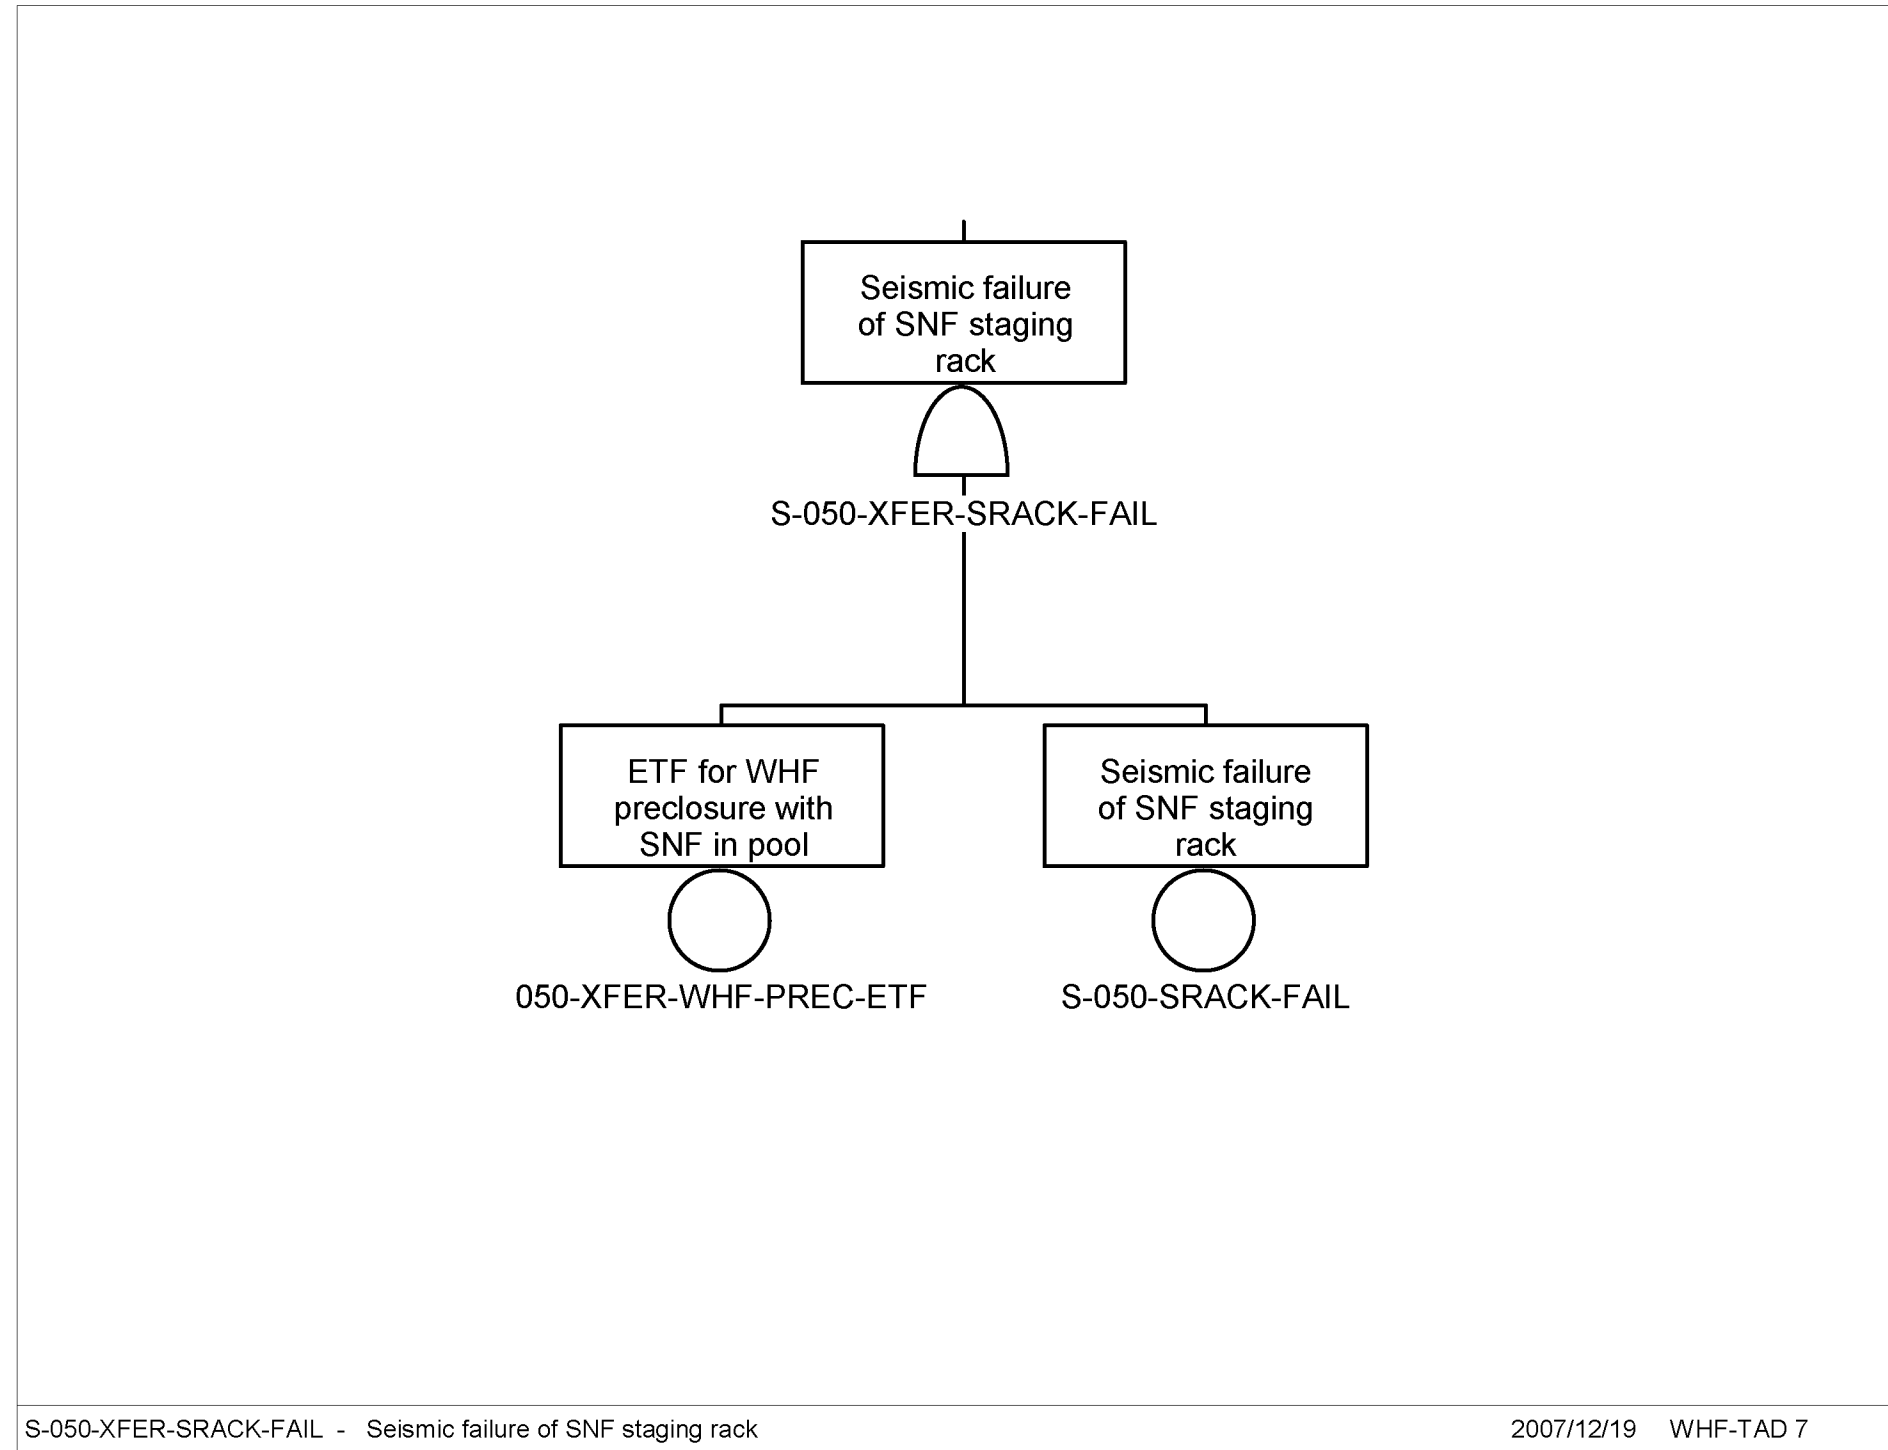 Seismic failure
of SNF staging
rack
S-050-XFER-SRACK-FAIL
ETF for WHF
preclosure with
SNF in pool
050-XFER-WHF-PREC-ETF
Seismic failure
of SNF staging
rack
S-050-SRACK-FAIL
S-050-XFER-SRACK-FAIL - Seismic failure of SNF staging rack 2007/12/19 WHF-TAD 7